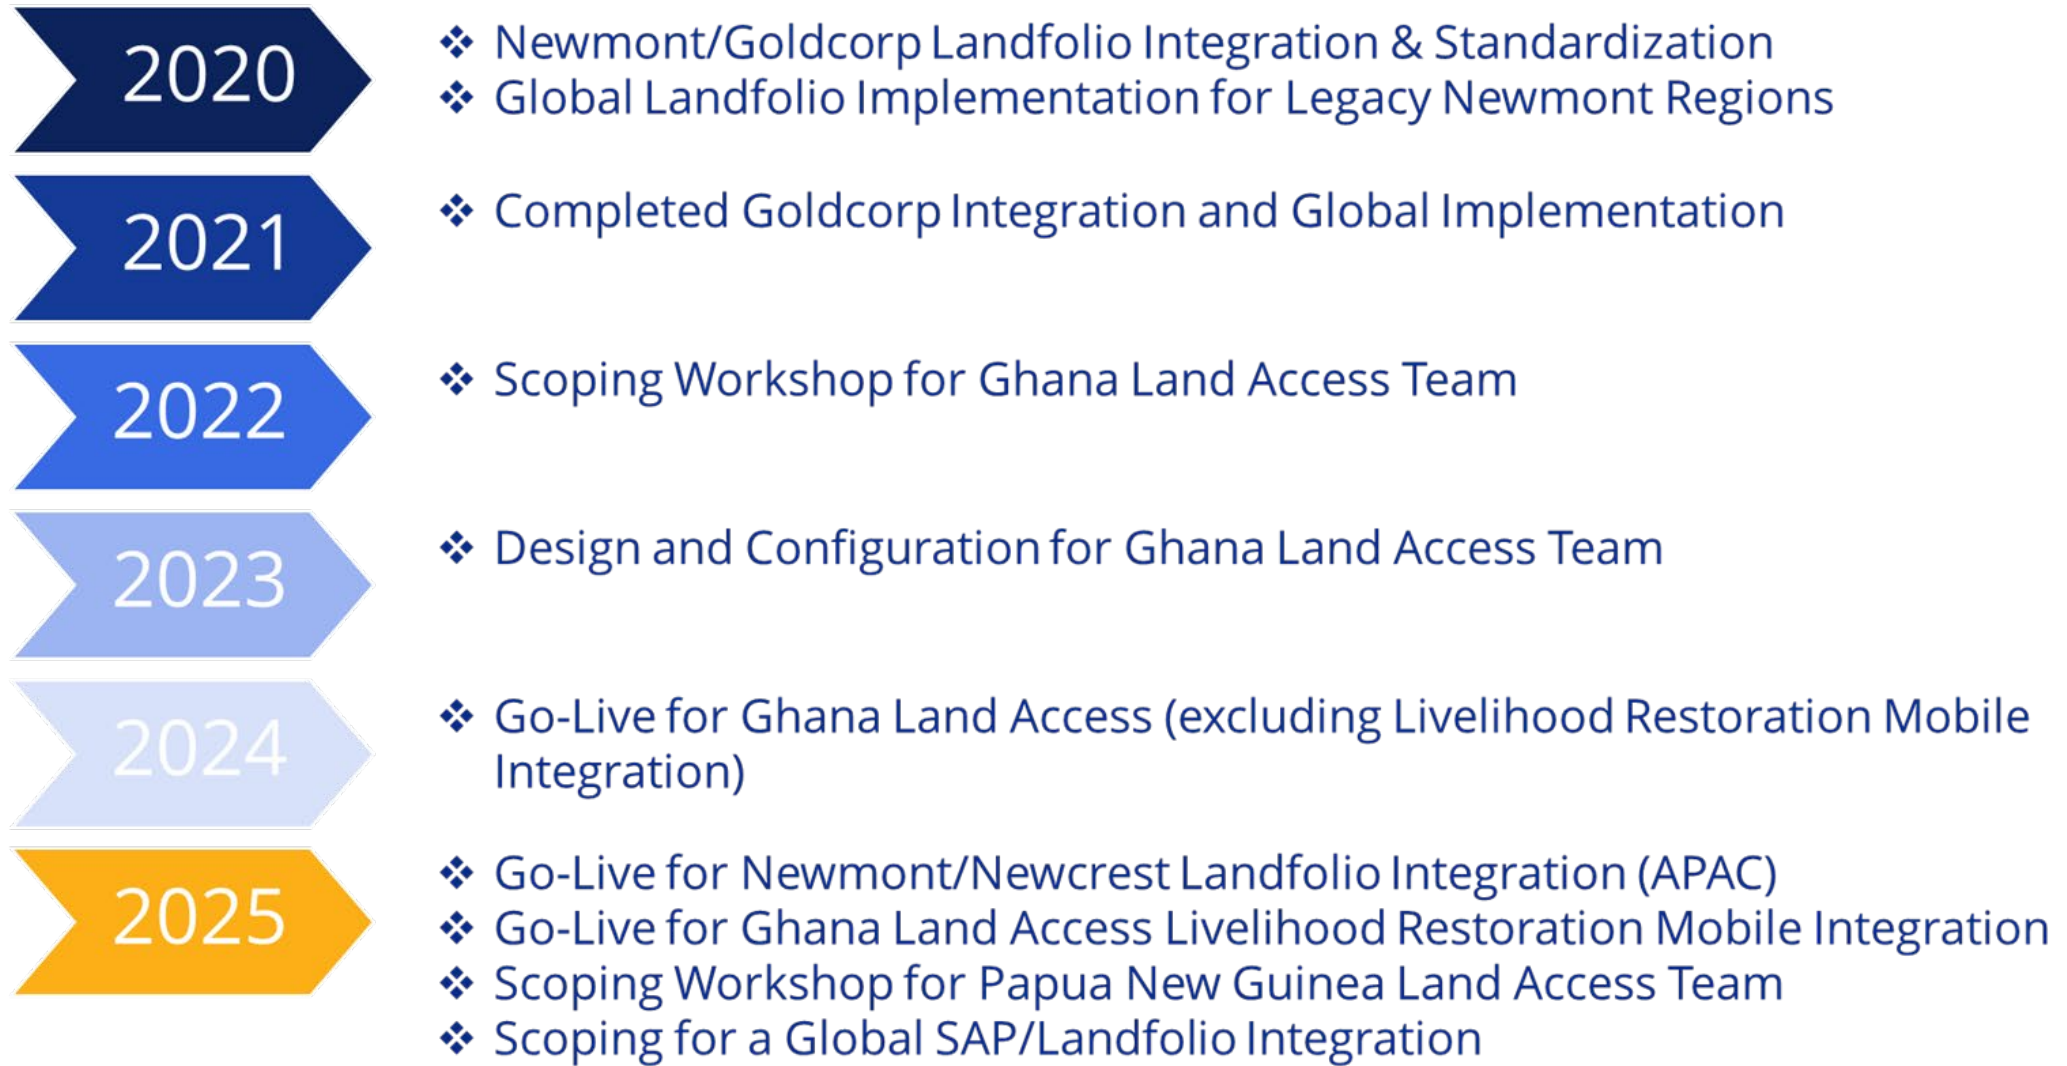 2020
❖ Newmont/Goldcorp Landfolio Integration & Standardization
❖ Global Landfolio Implementation for Legacy Newmont Regions
2021
❖ Completed Goldcorp Integration and Global Implementation
2022
❖ Scoping Workshop for Ghana Land Access Team
2023
❖ Design and Configuration for Ghana Land Access Team
2024
❖ Go-Live for Ghana Land Access (excluding Livelihood Restoration Mobile
Integration)
2025
❖ Go-Live for Newmont/Newcrest Landfolio Integration (APAC)
❖ Go-Live for Ghana Land Access Livelihood Restoration Mobile Integration
❖ Scoping Workshop for Papua New Guinea Land Access Team
❖ Scoping for a Global SAP/Landfolio Integration